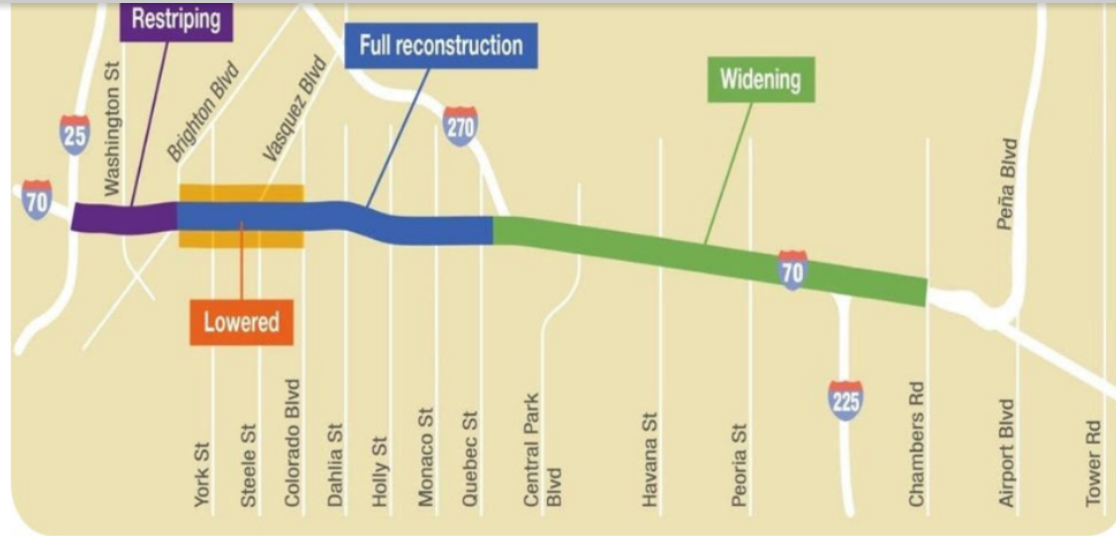 Restriping
Full reconstruction
Widening
Lowered
25
70
270
70
225
Washington St
Brighton Blvd
Vasquez Blvd
Peña Blvd
York St
Steele St
Colorado Blvd
Dahlia St
Holly St
Monaco St
Quebec St
Central Park
Blvd
Havana St
Peoria St
Chambers Rd
Airport Blvd
Tower Rd